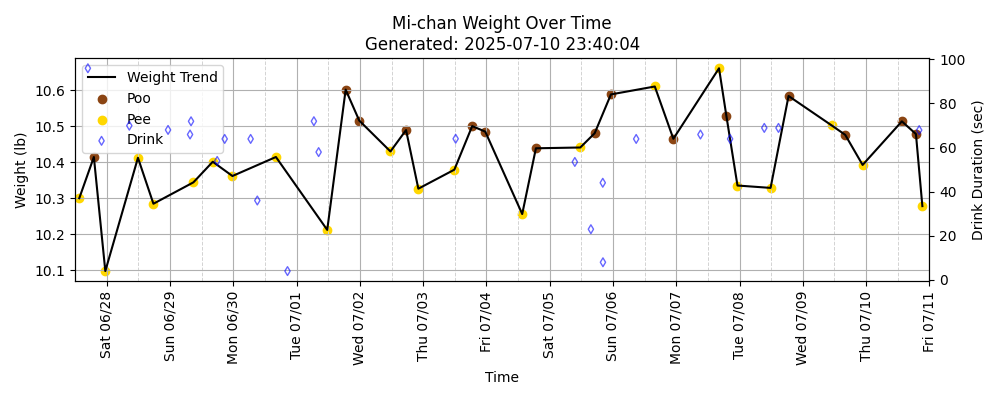 Mi-chan Weight Over Time
Generated: 2025-07-10 23:40:04
Weight Trend
Poo
Pee
Drink
Weight (lb)
10.6
10.5
10.4
10.3
10.2
10.1
100
80
60
40
20
0
Drink Duration (sec)
Sat 06/28
Sun 06/29
Mon 06/30
Tue 07/01
Wed 07/02
Thu 07/03
Fri 07/04
Sat 07/05
Sun 07/06
Mon 07/07
Tue 07/08
Wed 07/09
Thu 07/10
Fri 07/11
Time